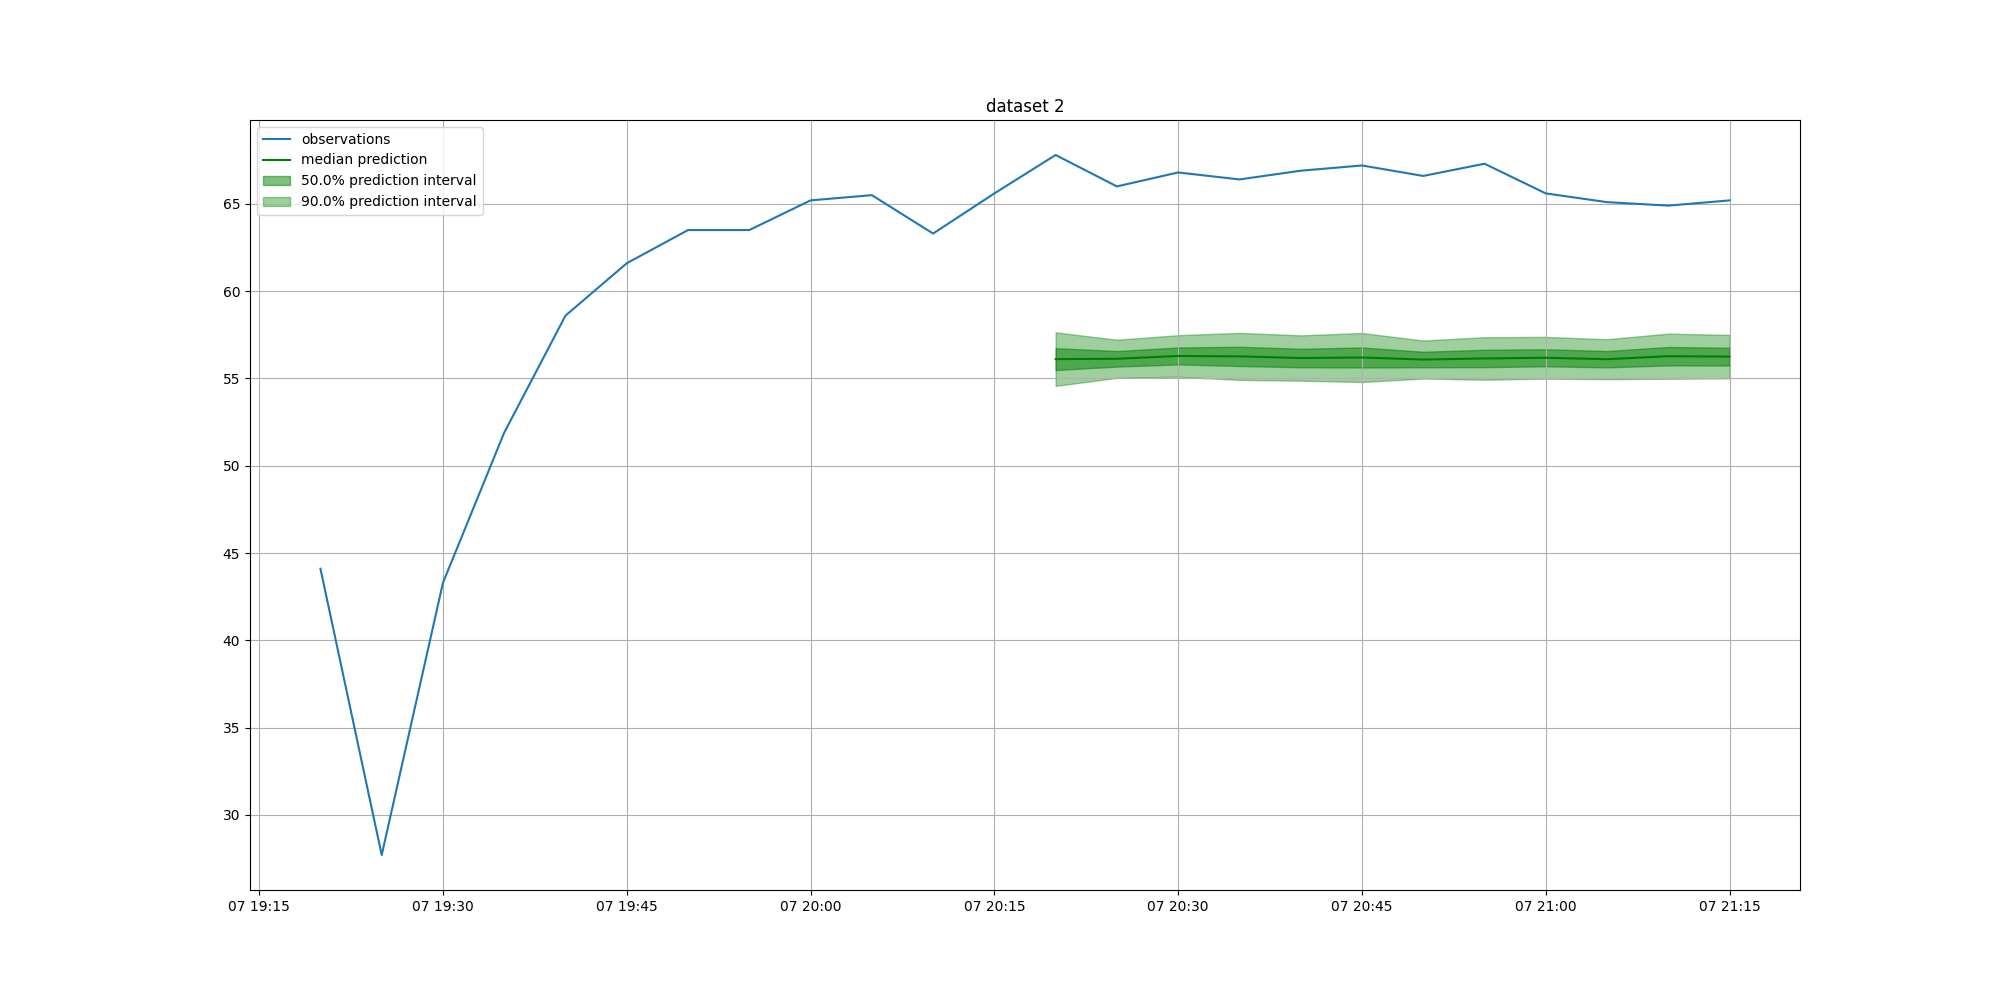 dataset 2
observations
median prediction
50.0% prediction interval
90.0% prediction interval
65
60
55
50
45
40
35
30
07 19:15 07 19:30 07 19:45 07 20:00 07 20:15 07 20:30 07 20:45 07 21:00 07 21:15